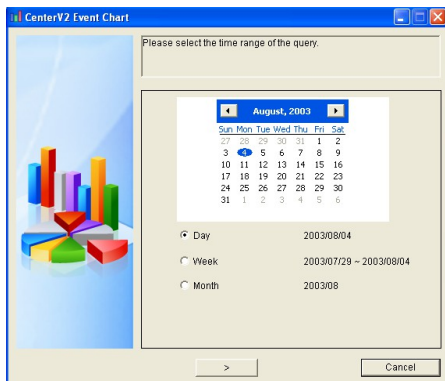 CenterV2 Event Chart
Please select the time range of the query.
August, 2003
Sun Mon Tue Wed Thu Fri Sat
27 28 29 30 31 1 2
3 4 5 6 7 8 9
10 11 12 13 14 15 16
17 18 19 20 21 22 23
24 25 26 27 28 29 30
31 1 2 3 4 5 6
Day 2003/08/04
Week 2003/07/29 ~ 2003/08/04
Month 2003/08
> Cancel